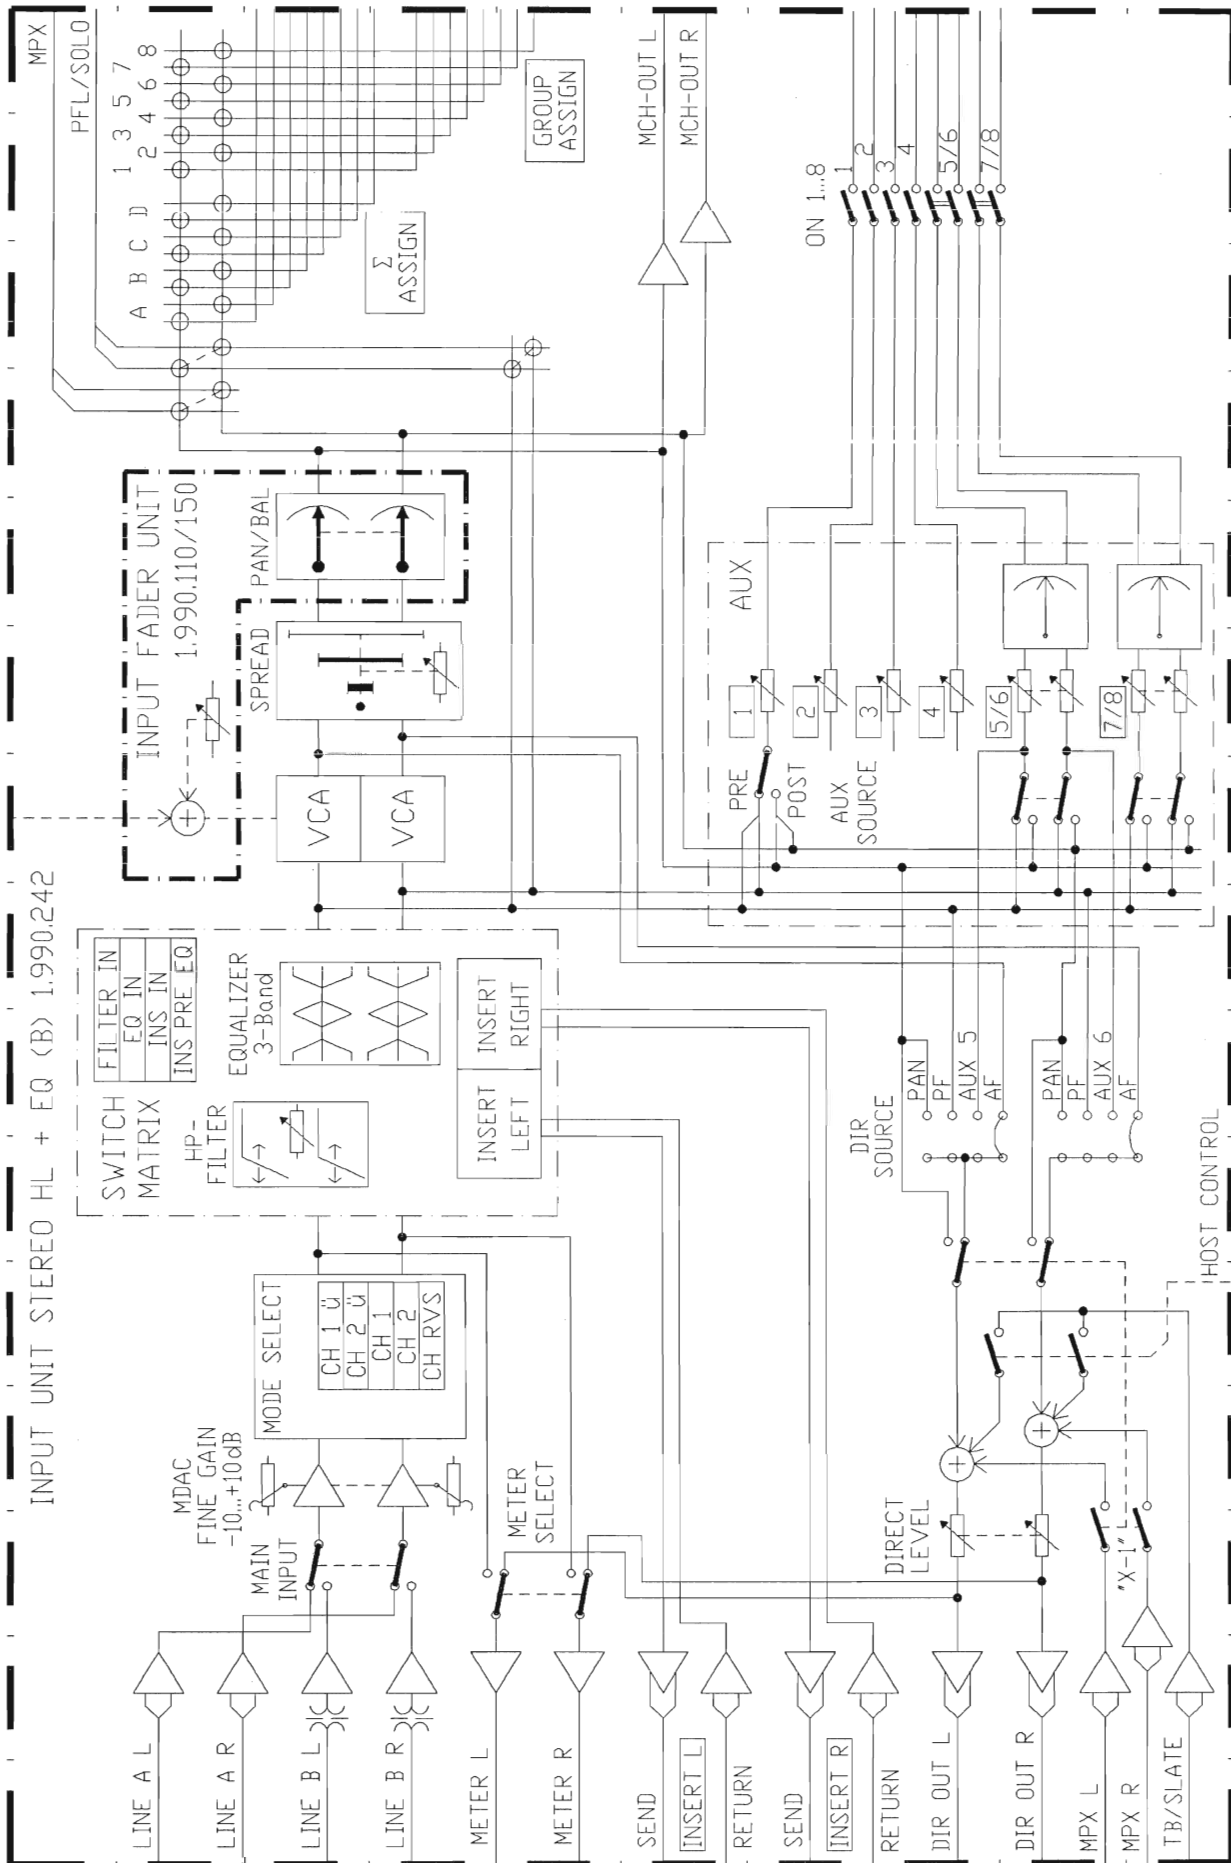 INPUT UNIT STEREO HL + EQ (B) 1.990.242
LINE A L
LINE A R
LINE B L
LINE B R
METER L
METER R
SEND
INSERT L
RETURN
SEND
INSERT R
RETURN
DIR OUT L
DIR OUT R
MPX L
MPX R
TB/SLATE
MAIN
INPUT
MDAC
FINE GAIN
-10...+10dB
METER
SELECT
MODE SELECT
CH 1 ü
CH 2 ü
CH 1
CH 2
CH RVS
SWITCH
MATRIX
FILTER IN
EQ IN
INS IN
INS PRE EQ
HP-
FILTER
EQUALIZER
3-Band
INSERT
LEFT
INSERT
RIGHT
VCA
VCA
INPUT FADER UNIT
1.990.110/150
SPREAD
PAN/BAL
MPX
PFL/SOLO
A B C D
1 3 5 7
2 4 6 8
Σ
ASSIGN
GROUP
ASSIGN
MCH-OUT L
MCH-OUT R
DIRECT
LEVEL
"X-1"
HOST CONTROL
DIR
SOURCE
PAN
PF
AUX 5
AF
PAN
PF
AUX 6
AF
AUX
PRE
POST
AUX
SOURCE
1
2
3
4
5/6
7/8
ON 1...8
1
2
3
4
5/6
7/8